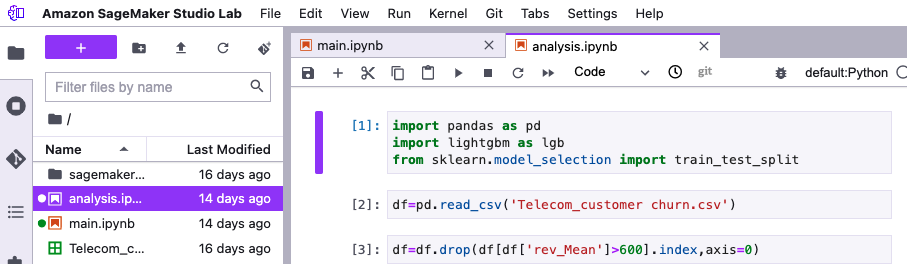 Amazon SageMaker Studio Lab File Edit View Run Kernel Git Tabs Settings Help
main.ipynb analysis.ipynb
Code git default:Python
Filter files by name
/
Name Last Modified
sagemaker... 16 days ago
analysis.ip... 14 days ago
main.ipynb 14 days ago
Telecom_c... 16 days ago
[1]: import pandas as pd
import lightgbm as lgb
from sklearn.model_selection import train_test_split
[2]: df=pd.read_csv('Telecom_customer churn.csv')
[3]: df=df.drop(df[df['rev_Mean']>600].index,axis=0)